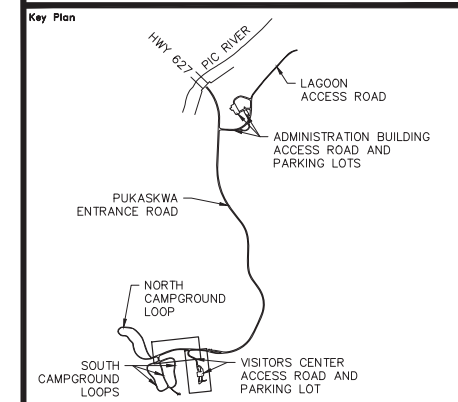 Key Plan
HWY 627
PIC RIVER
LAGOON
ACCESS ROAD
ADMINISTRATION BUILDING
ACCESS ROAD AND
PARKING LOTS
PUKASKWA
ENTRANCE ROAD
NORTH
CAMPGROUND
LOOP
SOUTH
CAMPGROUND
LOOPS
VISITORS CENTER
ACCESS ROAD AND
PARKING LOT